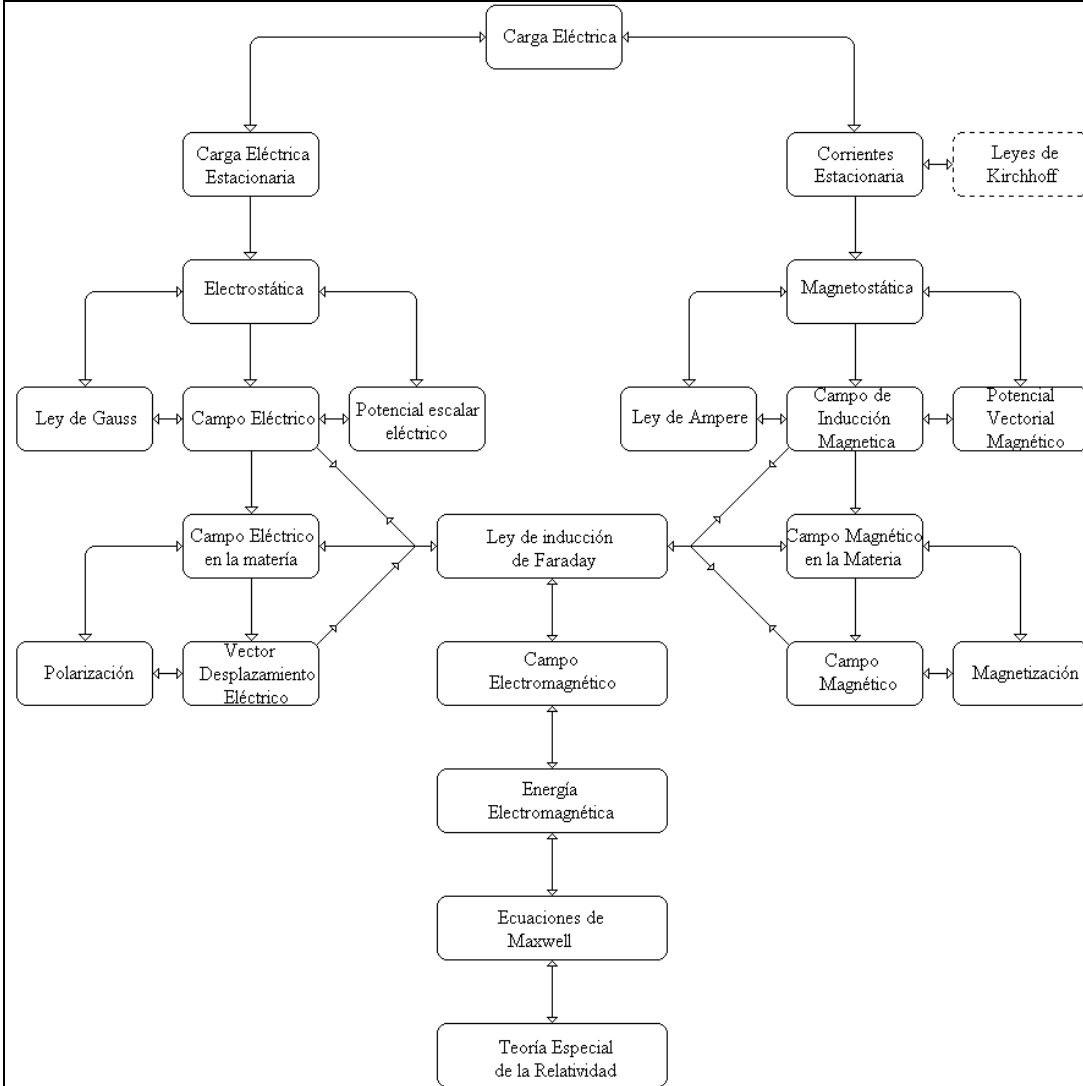 Carga Eléctrica
Carga Eléctrica
Estacionaria
Corrientes
Estacionaria
Leyes de
Kirchhoff
Electrostática
Magnetostática
Ley de Gauss
Campo Eléctrico
Potencial escalar
eléctrico
Ley de Ampere
Campo de
Inducción
Magnetica
Potencial
Vectorial
Magnético
Campo Eléctrico
en la matería
Ley de inducción
de Faraday
Campo Magnético
en la Materia
Polarización
Vector
Desplazamiento
Eléctrico
Campo
Electromagnético
Campo
Magnético
Magnetización
Energía
Electromagnética
Ecuaciones de
Maxwell
Teoría Especial
de la Relatividad